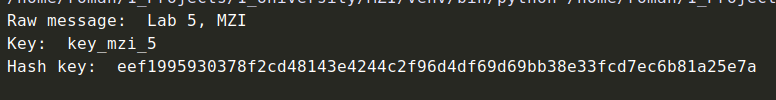 Raw message:  Lab 5, MZI
Key:  key_mzi_5
Hash key:  eef1995930378f2cd48143e4244c2f96d4df69d69bb38e33fcd7ec6b81a25e7a